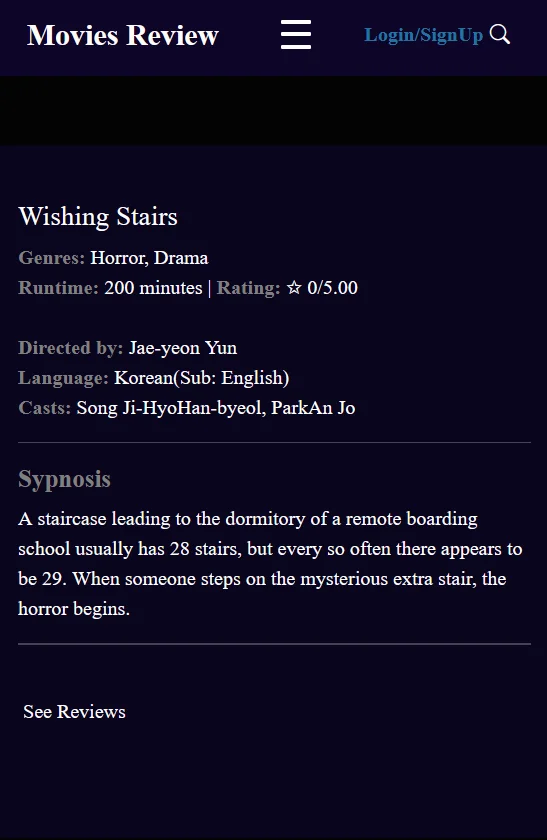 Movies Review
Login/SignUp
Wishing Stairs
Genres: Horror, Drama
Runtime: 200 minutes | Rating: ☆ 0/5.00
Directed by: Jae-yeon Yun
Language: Korean(Sub: English)
Casts: Song Ji-HyoHan-byeol, ParkAn Jo
Sypnosis
A staircase leading to the dormitory of a remote boarding
school usually has 28 stairs, but every so often there appears to
be 29. When someone steps on the mysterious extra stair, the
horror begins.
See Reviews